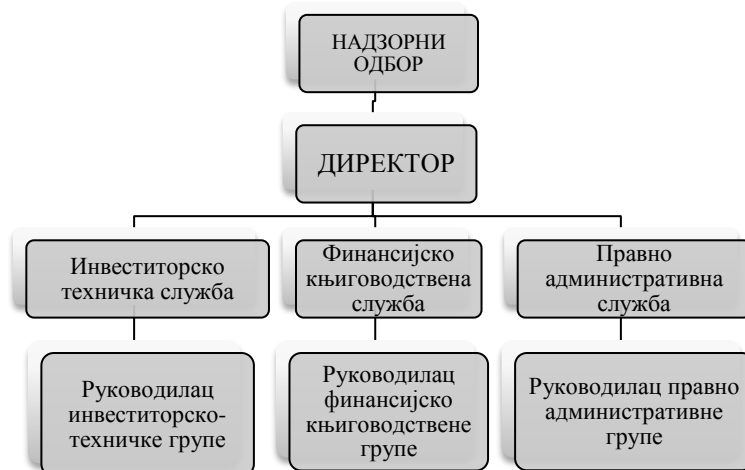 НАДЗОРНИ
ОДБОР
ДИРЕКТОР
Инвеститорско
техничка служба
Финансијско
књиговодствена
служба
Правно
административна
служба
Руководилац
инвеститорско-
техничке групе
Руководилац
финансијско
књиговодствене
групе
Руководилац правно
административне
групе